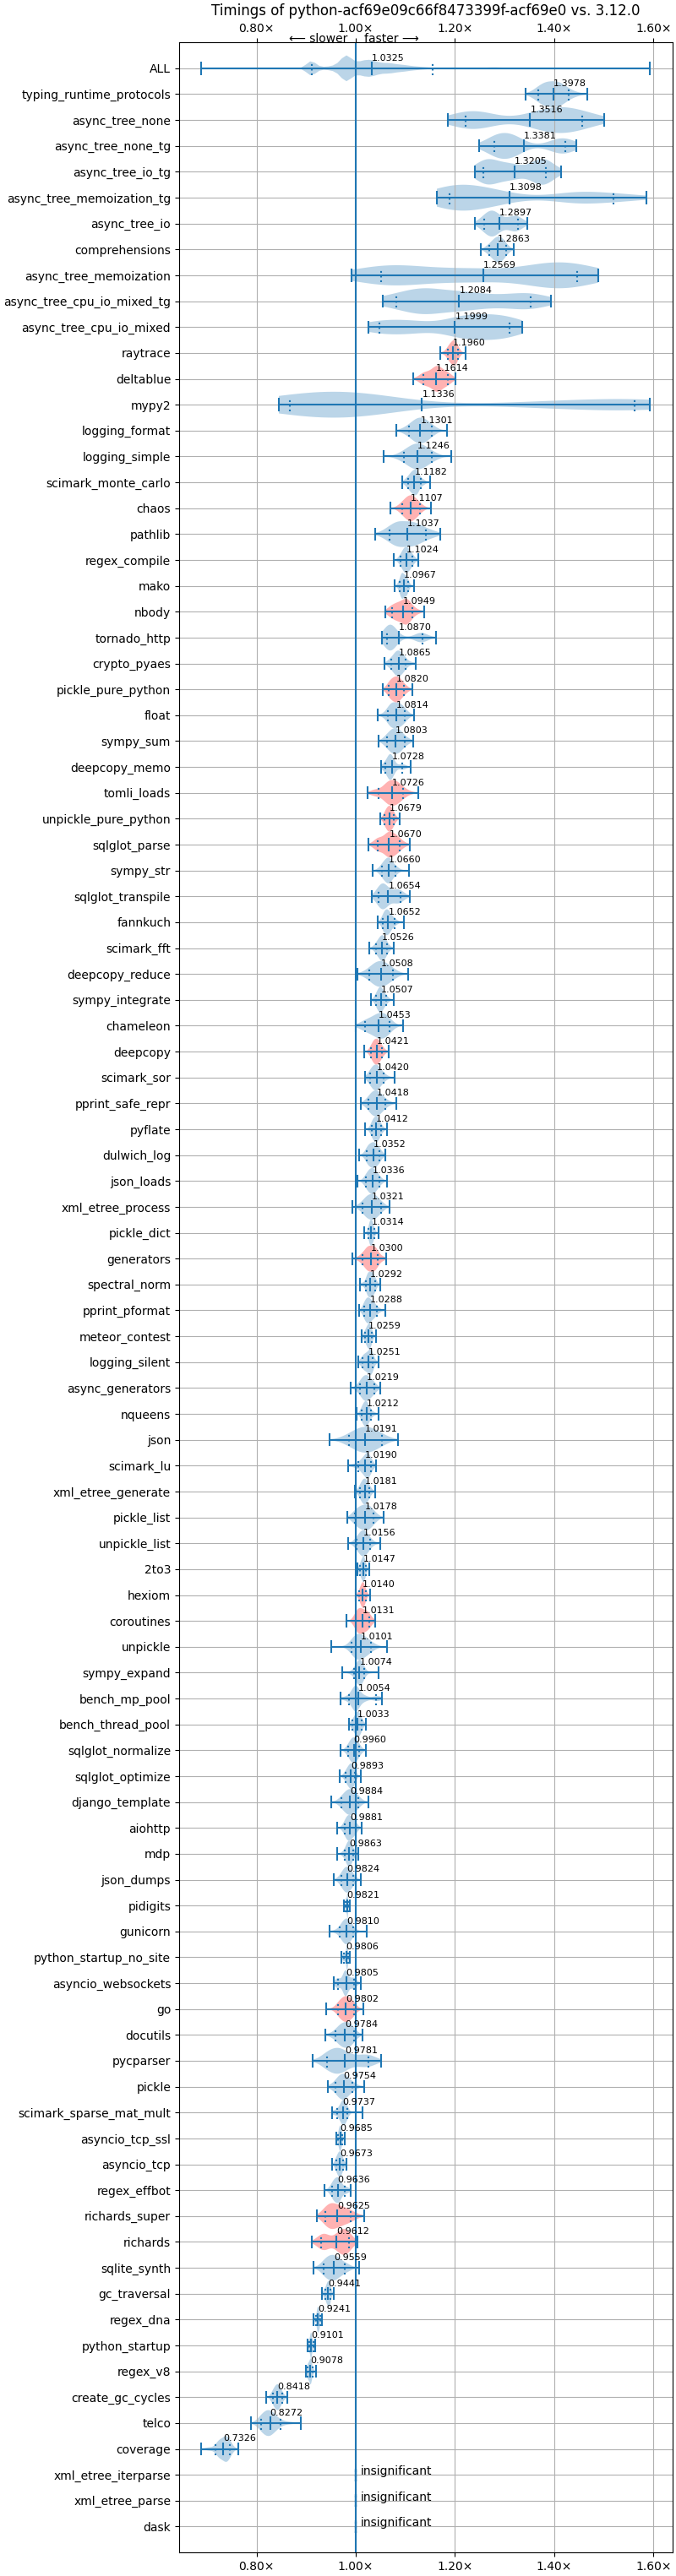 Timings of python-acf69e09c66f8473399f-acf69e0 vs. 3.12.0
0.80× 1.00× 1.20× 1.40× 1.60×
⟵ slower faster ⟶
ALL 1.0325
typing_runtime_protocols 1.3978
async_tree_none 1.3516
async_tree_none_tg 1.3381
async_tree_io_tg 1.3205
async_tree_memoization_tg 1.3098
async_tree_io 1.2897
comprehensions 1.2863
async_tree_memoization 1.2569
async_tree_cpu_io_mixed_tg 1.2084
async_tree_cpu_io_mixed 1.1999
raytrace 1.1960
deltablue 1.1614
mypy2 1.1336
logging_format 1.1301
logging_simple 1.1246
scimark_monte_carlo 1.1182
chaos 1.1107
pathlib 1.1037
regex_compile 1.1024
mako 1.0967
nbody 1.0949
tornado_http 1.0870
crypto_pyaes 1.0865
pickle_pure_python 1.0820
float 1.0814
sympy_sum 1.0803
deepcopy_memo 1.0728
tomli_loads 1.0726
unpickle_pure_python 1.0679
sqlglot_parse 1.0670
sympy_str 1.0660
sqlglot_transpile 1.0654
fannkuch 1.0652
scimark_fft 1.0526
deepcopy_reduce 1.0508
sympy_integrate 1.0507
chameleon 1.0453
deepcopy 1.0421
scimark_sor 1.0420
pprint_safe_repr 1.0418
pyflate 1.0412
dulwich_log 1.0352
json_loads 1.0336
xml_etree_process 1.0321
pickle_dict 1.0314
generators 1.0300
spectral_norm 1.0292
pprint_pformat 1.0288
meteor_contest 1.0259
logging_silent 1.0251
async_generators 1.0219
nqueens 1.0212
json 1.0191
scimark_lu 1.0190
xml_etree_generate 1.0181
pickle_list 1.0178
unpickle_list 1.0156
2to3 1.0147
hexiom 1.0140
coroutines 1.0131
unpickle 1.0101
sympy_expand 1.0074
bench_mp_pool 1.0054
bench_thread_pool 1.0033
sqlglot_normalize 0.9960
sqlglot_optimize 0.9893
django_template 0.9884
aiohttp 0.9881
mdp 0.9863
json_dumps 0.9824
pidigits 0.9821
gunicorn 0.9810
python_startup_no_site 0.9806
asyncio_websockets 0.9805
go 0.9802
docutils 0.9784
pycparser 0.9781
pickle 0.9754
scimark_sparse_mat_mult 0.9737
asyncio_tcp_ssl 0.9685
asyncio_tcp 0.9673
regex_effbot 0.9636
richards_super 0.9625
richards 0.9612
sqlite_synth 0.9559
gc_traversal 0.9441
regex_dna 0.9241
python_startup 0.9101
regex_v8 0.9078
create_gc_cycles 0.8418
telco 0.8272
coverage 0.7326
xml_etree_iterparse insignificant
xml_etree_parse insignificant
dask insignificant
0.80× 1.00× 1.20× 1.40× 1.60×